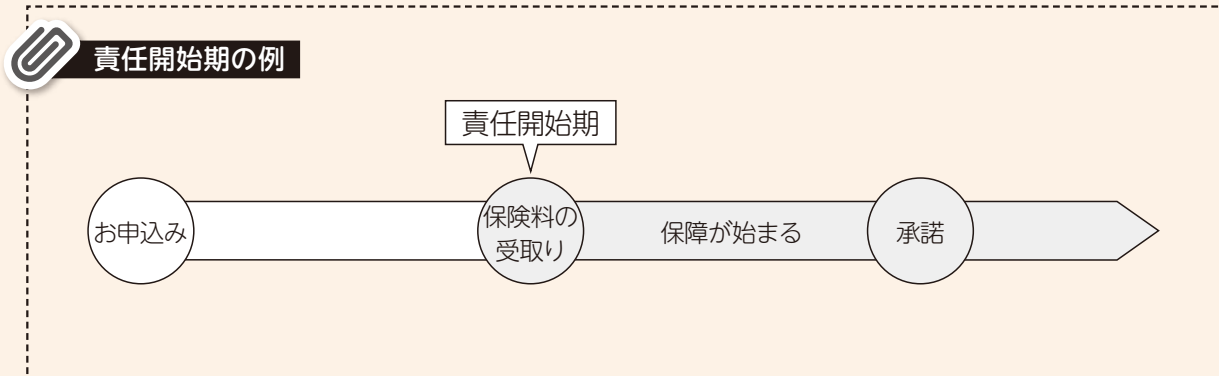 責任開始期の例
責任開始期
お申込み
保険料の
受取り
保障が始まる
承諾